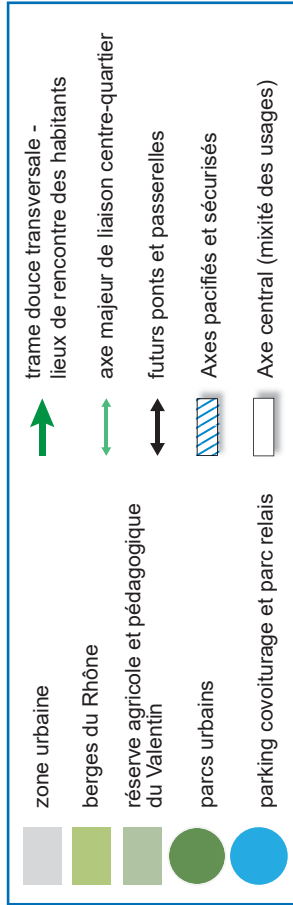 zone urbaine
berges du Rhône
réserve agricole et pédagogique
du Valentin
parcs urbains
parking covoiturage et parc relais
trame douce transversale -
lieux de rencontre des habitants
axe majeur de liaison centre-quartier
futurs ponts et passerelles
Axes pacifiés et sécurisés
Axe central (mixité des usages)